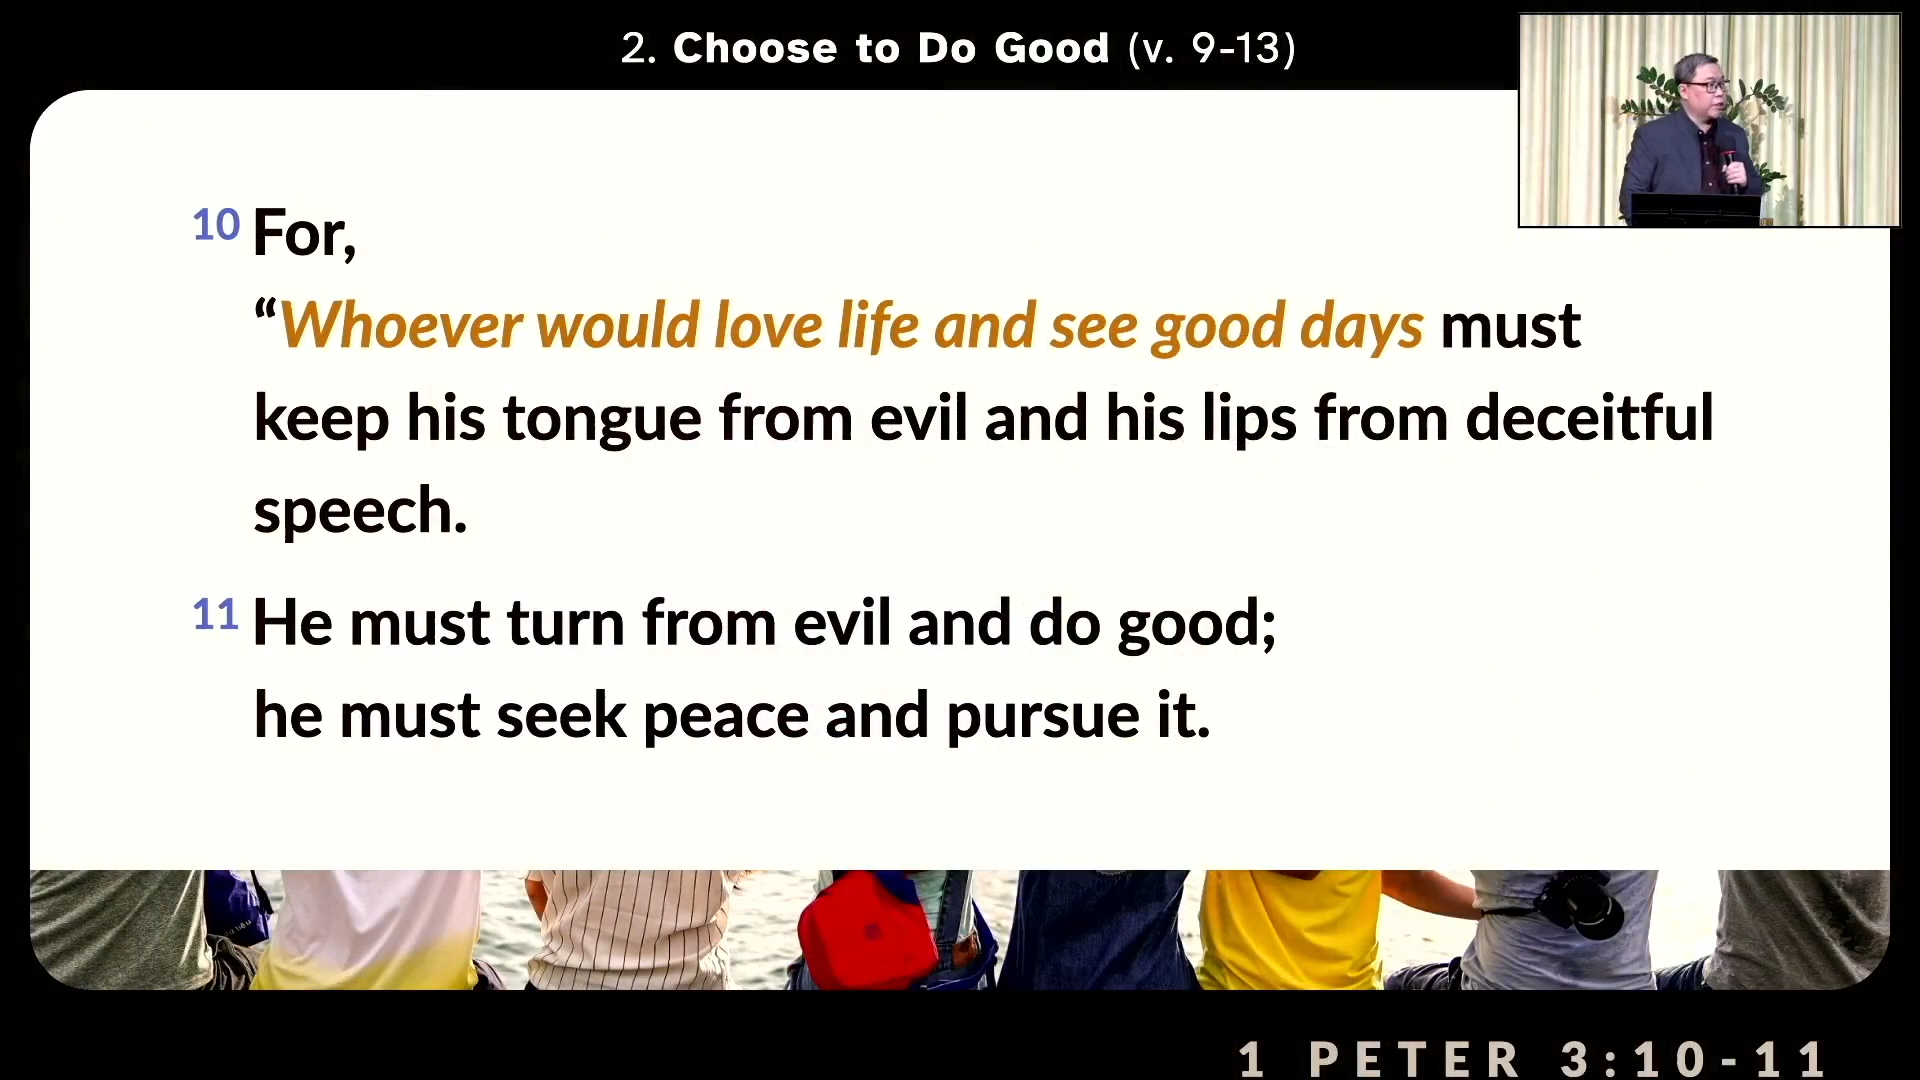 2. Choose to Do Good (v. 9-13)
10 For,
“Whoever would love life and see good days must
keep his tongue from evil and his lips from deceitful
speech.
11 He must turn from evil and do good;
he must seek peace and pursue it.
1 PETER 3:10-11